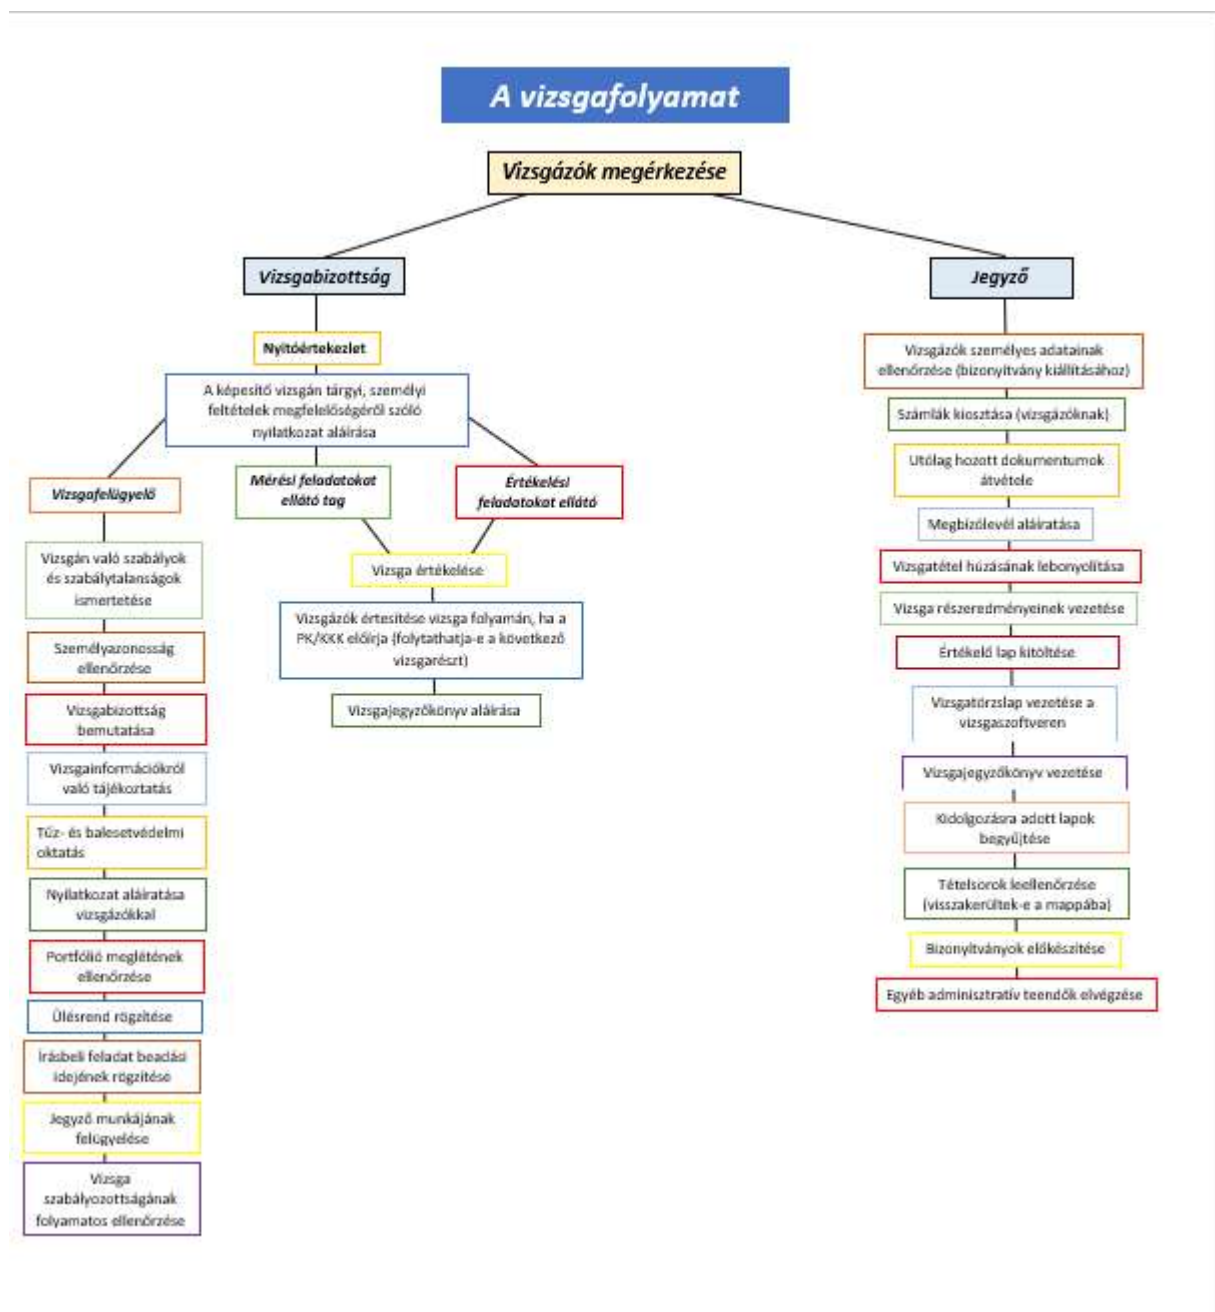 A vizsgafolyamat
Vizsgázók megérkezése
Vizsgabizottság
Nyitóértekezlet
A képesítő vizsgán tárgyi, személyi
feltételek megfelelőségéről szóló
nyilatkozat aláírása
Vizsgafelügyelő
Vizsgán való szabályok
és szabálytalanságok
ismertetése
Személyazonosság
ellenőrzése
Vizsgabizottság
bemutatása
Vizsgainformációkról
való tájékoztatás
Tűz- és balesetvédelmi
oktatás
Nyilatkozat aláíratása
vizsgázókkal
Portfólió meglétének
ellenőrzése
Ülésrend rögzítése
Írásbeli feladat beadási
idejének rögzítése
Jegyző munkájának
felügyelése
Vizsga
szabályozottságának
folyamatos ellenőrzése
Mérési feladatokat
ellátó tag
Értékelési
feladatokat ellátó
Vizsga értékelése
Vizsgázók értesítése vizsga folyamán, ha a
PK/KKK előírja (folytathatja-e a következő
vizsgarészt)
Vizsgajegyzőkönyv aláírása
Jegyző
Vizsgázók személyes adatainak
ellenőrzése (bizonyítvány kiállításához)
Számlák kiosztása (vizsgázóknak)
Utólag hozott dokumentumok
átvétele
Megbízólevél aláíratása
Vizsgatétel húzásának lebonyolítása
Vizsga részeredményeinek vezetése
Értékelő lap kitöltése
Vizsgatörzslap vezetése a
vizsgaszoftveren
Vizsgajegyzőkönyv vezetése
Kidolgozásra adott lapok
begyűjtése
Tételsorok leellenőrzése
(visszakerültek-e a mappába)
Bizonyítványok előkészítése
Egyéb adminisztratív teendők elvégzése